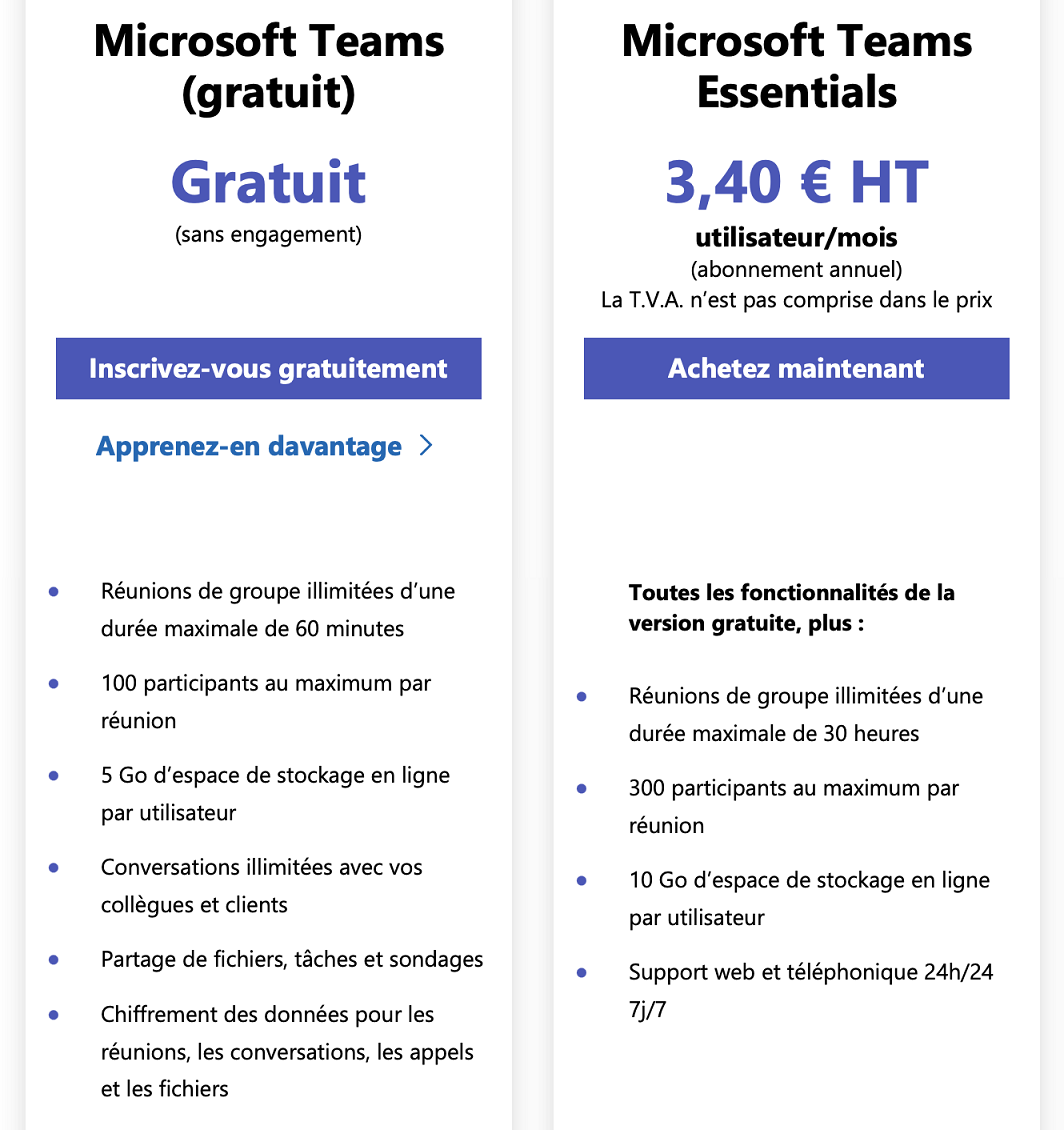 Microsoft Teams
(gratuit)
Gratuit
(sans engagement)
Inscrivez-vous gratuitement
Apprenez-en davantage
Réunions de groupe illimitées d’une
durée maximale de 60 minutes
100 participants au maximum par
réunion
5 Go d’espace de stockage en ligne
par utilisateur
Conversations illimitées avec vos
collègues et clients
Partage de fichiers, tâches et sondages
Chiffrement des données pour les
réunions, les conversations, les appels
et les fichiers
Microsoft Teams
Essentials
3,40 € HT
utilisateur/mois
(abonnement annuel)
La T.V.A. n’est pas comprise dans le prix
Achetez maintenant
Toutes les fonctionnalités de la
version gratuite, plus :
Réunions de groupe illimitées d’une
durée maximale de 30 heures
300 participants au maximum par
réunion
10 Go d’espace de stockage en ligne
par utilisateur
Support web et téléphonique 24h/24
7j/7